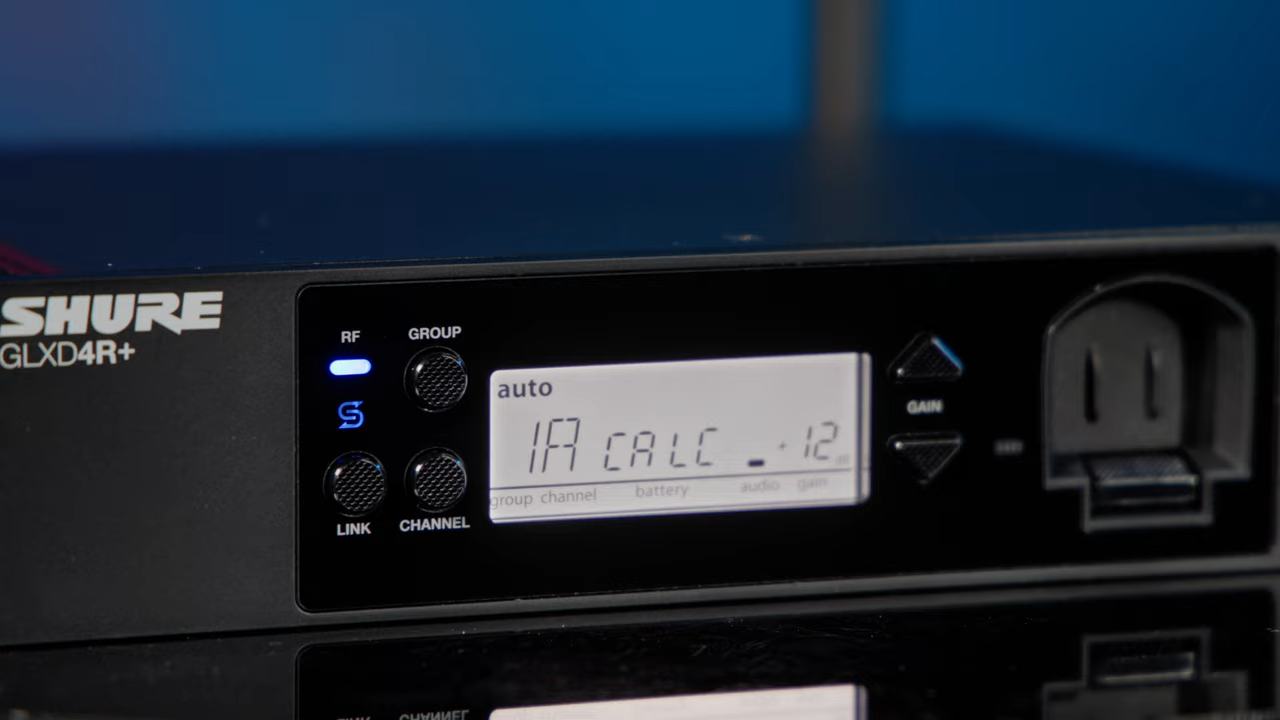 SHURE
GLXD4R+
RF
GROUP
LINK
CHANNEL
auto
1A CALC +12
group channel battery audio gain
GAIN